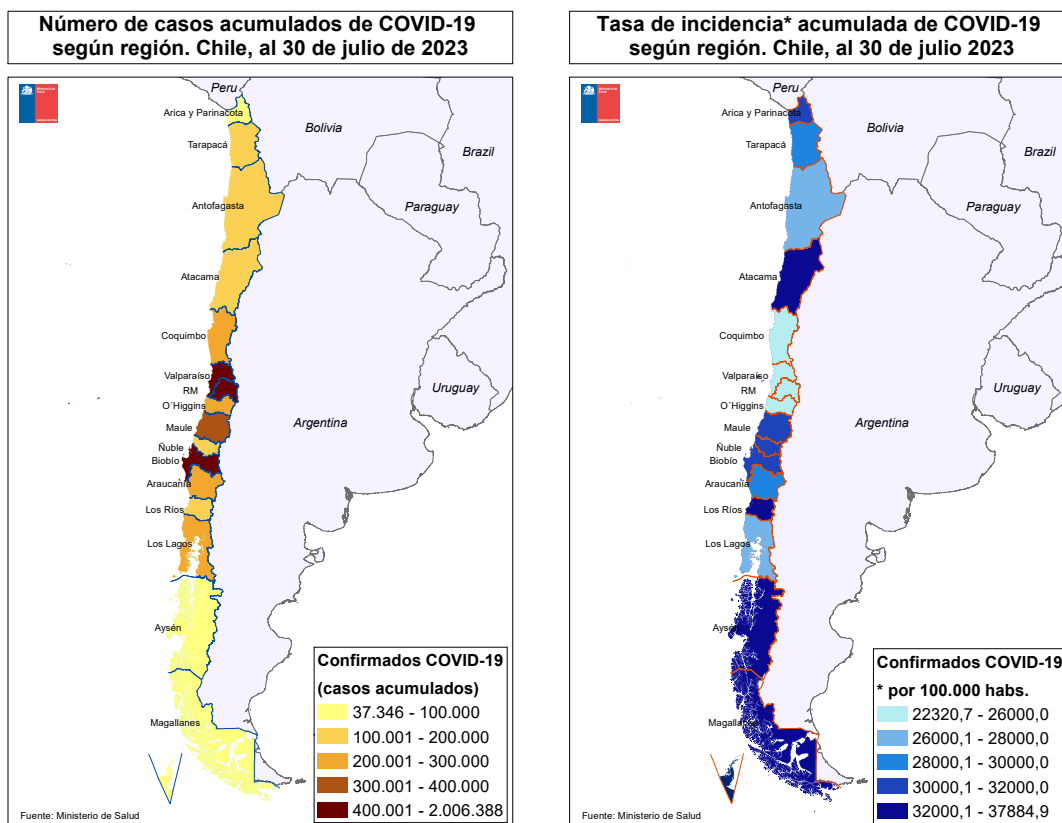 Número de casos acumulados de COVID-19
según región. Chile, al 30 de julio de 2023
Peru
Arica y Parinacota
Bolivia
Tarapacá
Brazil
Antofagasta
Paraguay
Atacama
Coquimbo
Valparaíso
RM
Uruguay
O´Higgins
Argentina
Maule
Ñuble
Biobío
Araucanía
Los Ríos
Los Lagos
Aysén
Magallanes
Confirmados COVID-19
(casos acumulados)
37.346 - 100.000
100.001 - 200.000
200.001 - 300.000
300.001 - 400.000
400.001 - 2.006.388
Fuente: Ministerio de Salud
Tasa de incidencia* acumulada de COVID-19
según región. Chile, al 30 de julio 2023
Peru
Arica y Parinacota
Bolivia
Tarapacá
Brazil
Antofagasta
Paraguay
Atacama
Coquimbo
Valparaíso
RM
Uruguay
O´Higgins
Argentina
Maule
Ñuble
Biobío
Araucanía
Los Ríos
Los Lagos
Aysén
Magallanes
Confirmados COVID-19
* por 100.000 habs.
22320,7 - 26000,0
26000,1 - 28000,0
28000,1 - 30000,0
30000,1 - 32000,0
32000,1 - 37884,9
Fuente: Ministerio de Salud